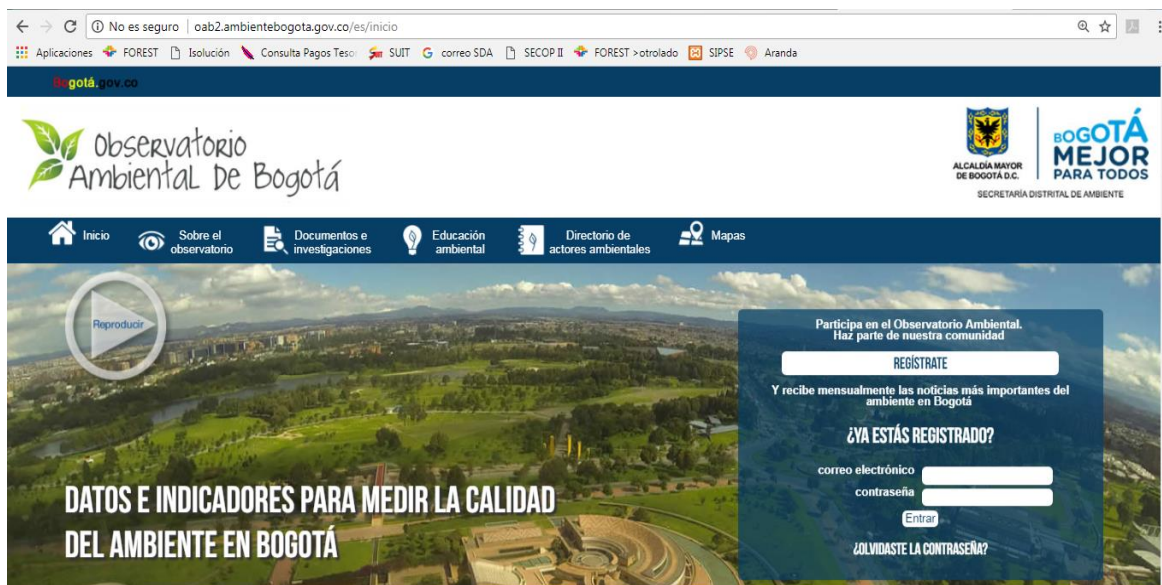 No es seguro | oab2.ambientebogota.gov.co/es/inicio
Aplicaciones FOREST Isolución Consulta Pagos Teso SUIT correo SDA SECOP II FOREST >otrolado SIPSE Aranda
Bogotá.gov.co
Observatorio
Ambiental De Bogotá
ALCALDÍA MAYOR
DE BOGOTÁ D.C.
BOGOTÁ
MEJOR
PARA TODOS
SECRETARÍA DISTRITAL DE AMBIENTE
Inicio
Sobre el
observatorio
Documentos e
investigaciones
Educación
ambiental
Directorio de
actores ambientales
Mapas
Reproducir
Participa en el Observatorio Ambiental.
Haz parte de nuestra comunidad
REGÍSTRATE
Y recibe mensualmente las noticias más importantes del
ambiente en Bogotá
¿YA ESTÁS REGISTRADO?
correo electrónico
contraseña
Entrar
¿OLVIDASTE LA CONTRASEÑA?
DATOS E INDICADORES PARA MEDIR LA CALIDAD
DEL AMBIENTE EN BOGOTÁ